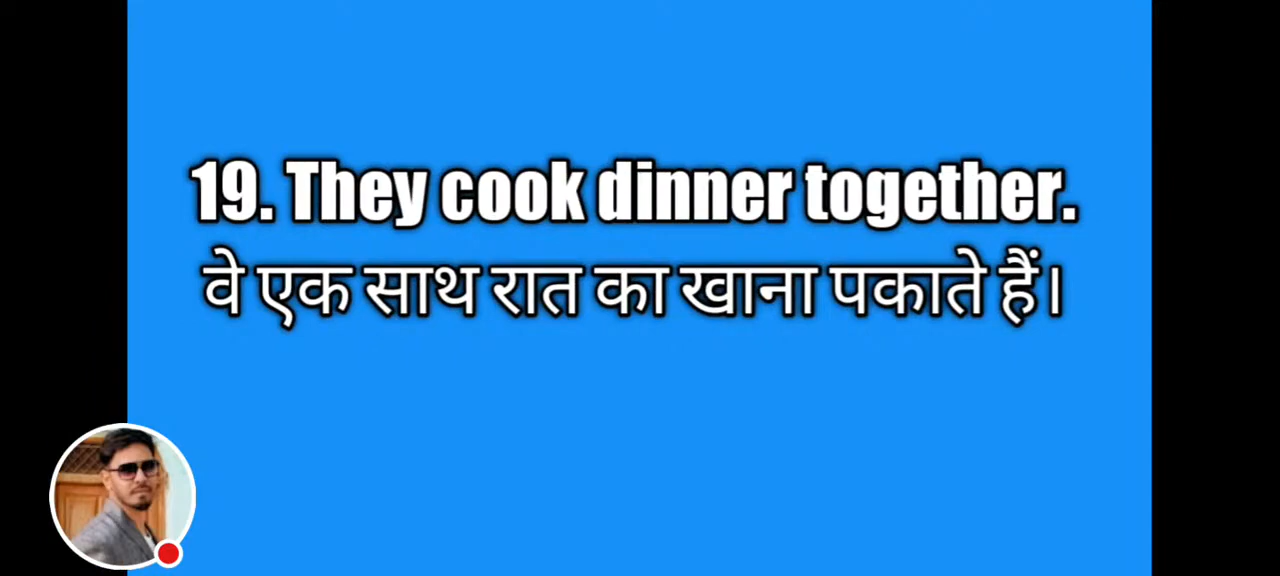 19. They cook dinner together.
वे एक साथ रात का खाना पकाते हैं।